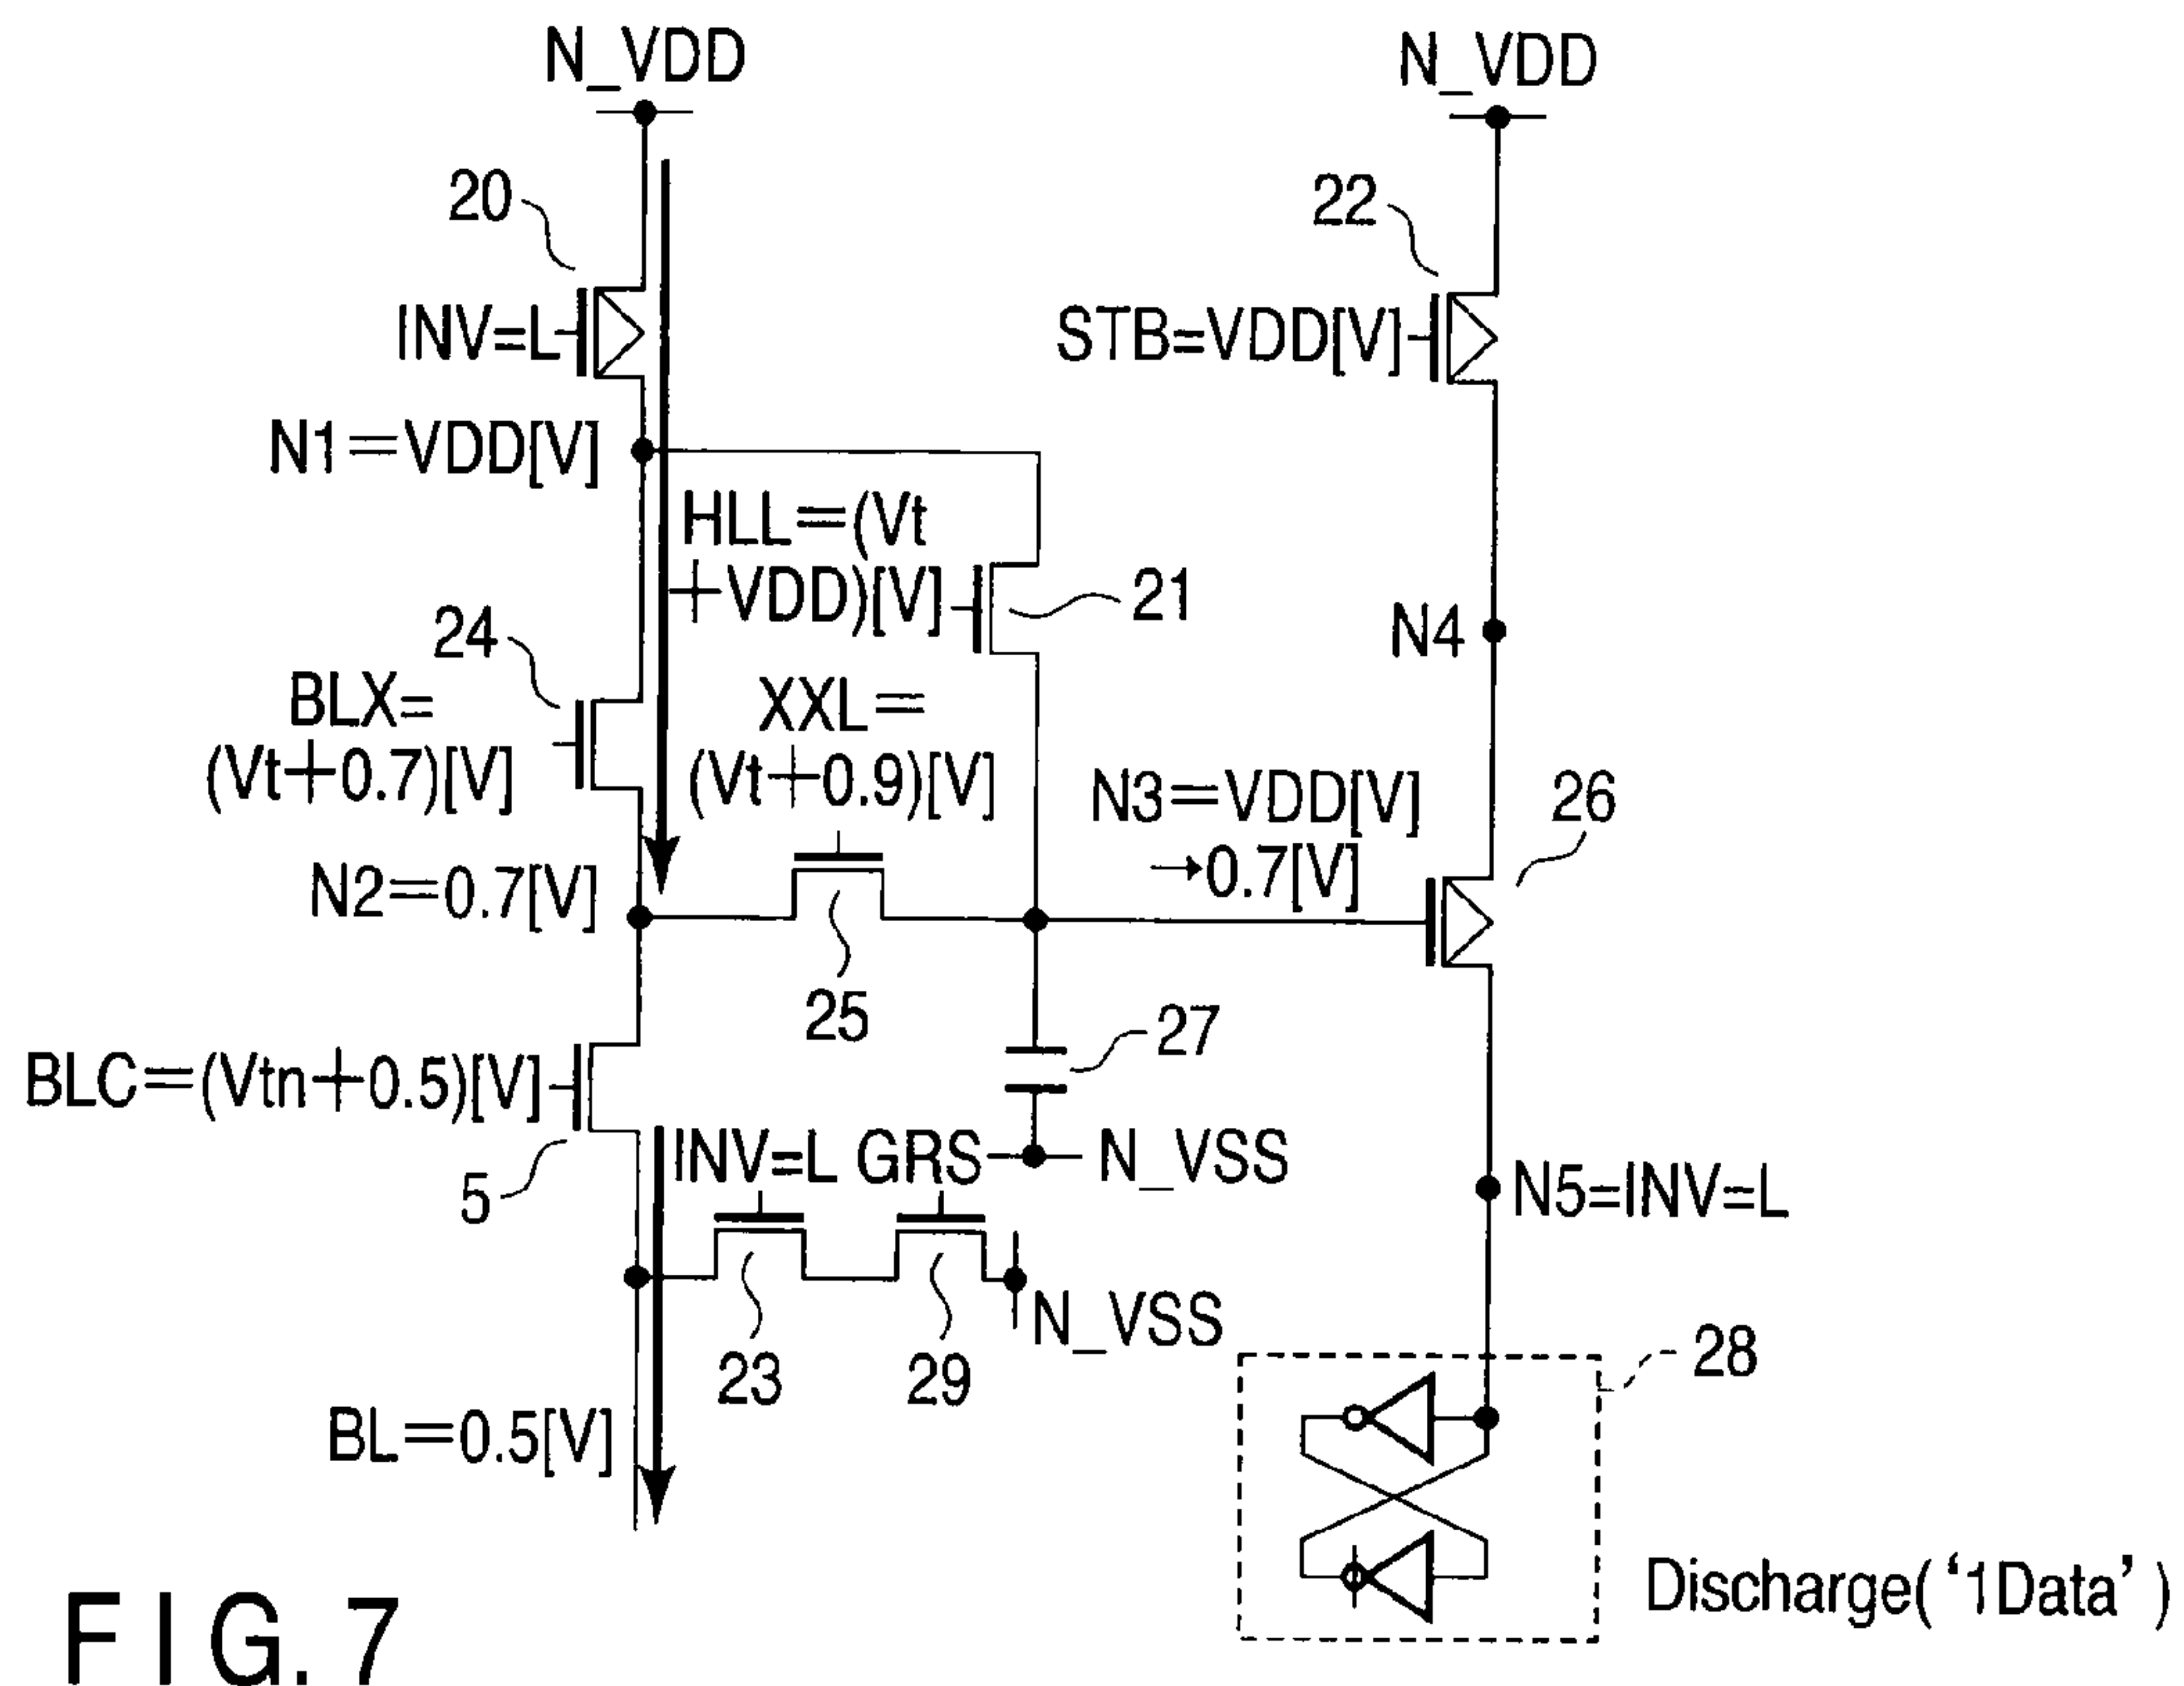 N_VDD
N_VDD
20
22
INV=L
STB=VDD[V]
N1=VDD[V]
HLL=(Vt
+VDD)[V]
21
24
N4
BLX=
(Vt+0.7)[V]
XXL=
(Vt+0.9)[V]
N3=VDD[V]
→0.7[V]
26
N2=0.7[V]
25
27
BLC=(Vtn+0.5)[V]
INV=L
GRS
N_VSS
5
N5=INV=L
N_VSS
23
29
28
BL=0.5[V]
Discharge(‘1Data’)
FIG. 7